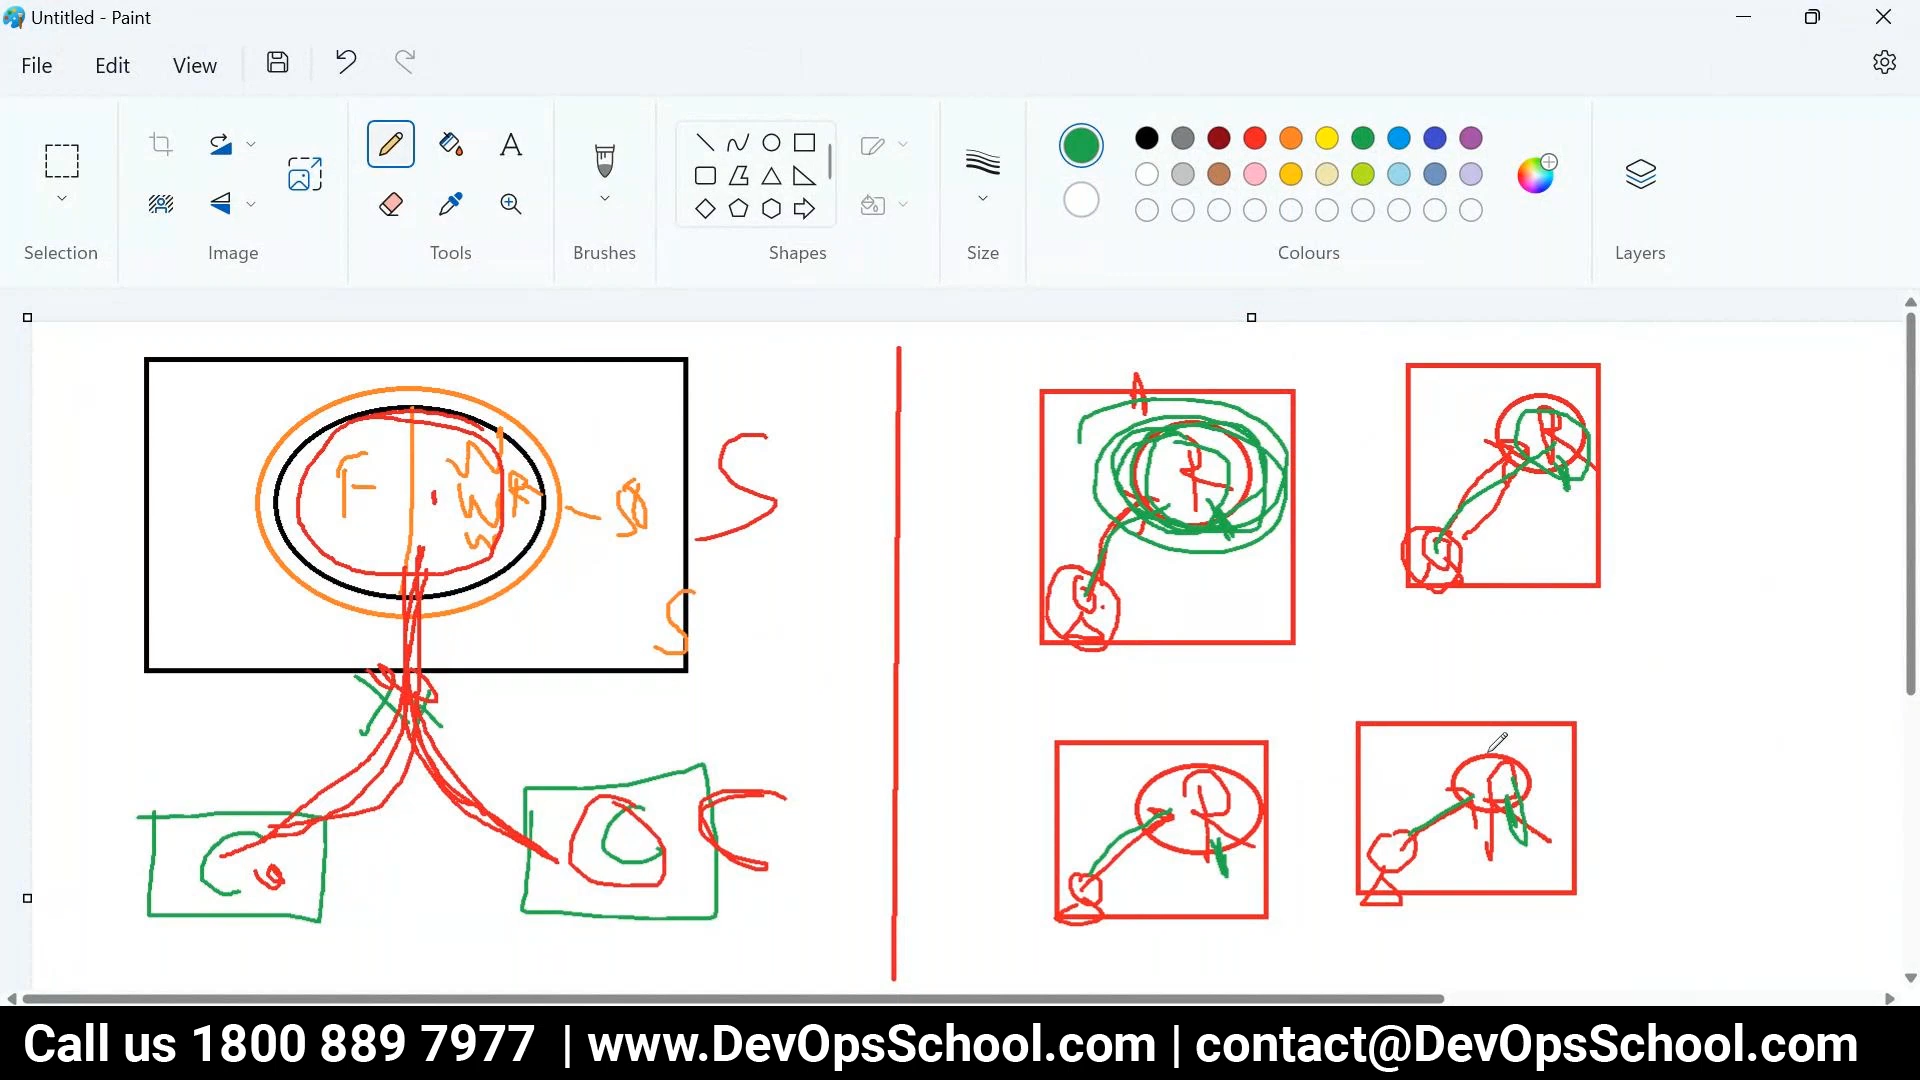 Untitled - Paint
File Edit View
Selection Image Tools Brushes Shapes Size Colours Layers
A
F
S
S
R
R
R
R
C
Call us 1800 889 7977 | www.DevOpsSchool.com | contact@DevOpsSchool.com